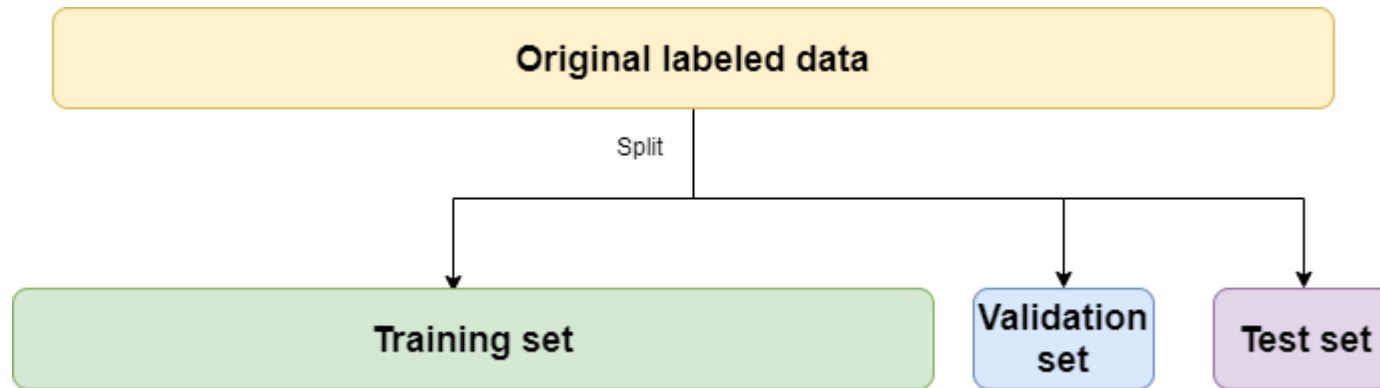 Original labeled data
Split
Training set
Validation
set
Test set